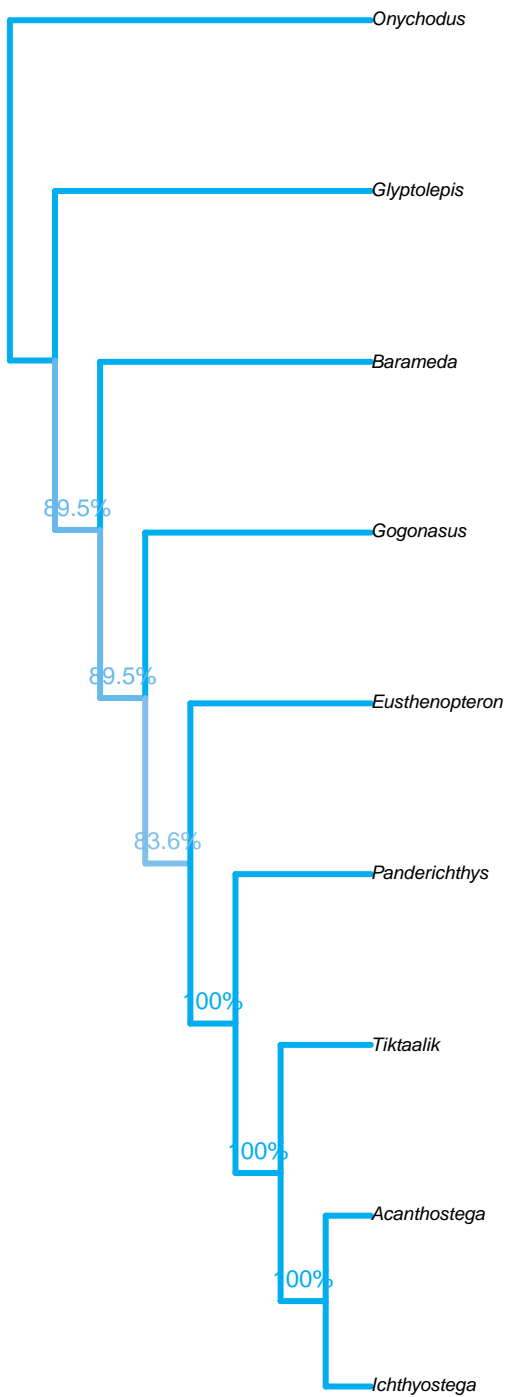 Onychodus
Glyptolepis
Barameda
89.5%
Gogonasus
89.5%
Eusthenopteron
83.6%
Panderichthys
100%
Tiktaalik
100%
Acanthostega
100%
Ichthyostega